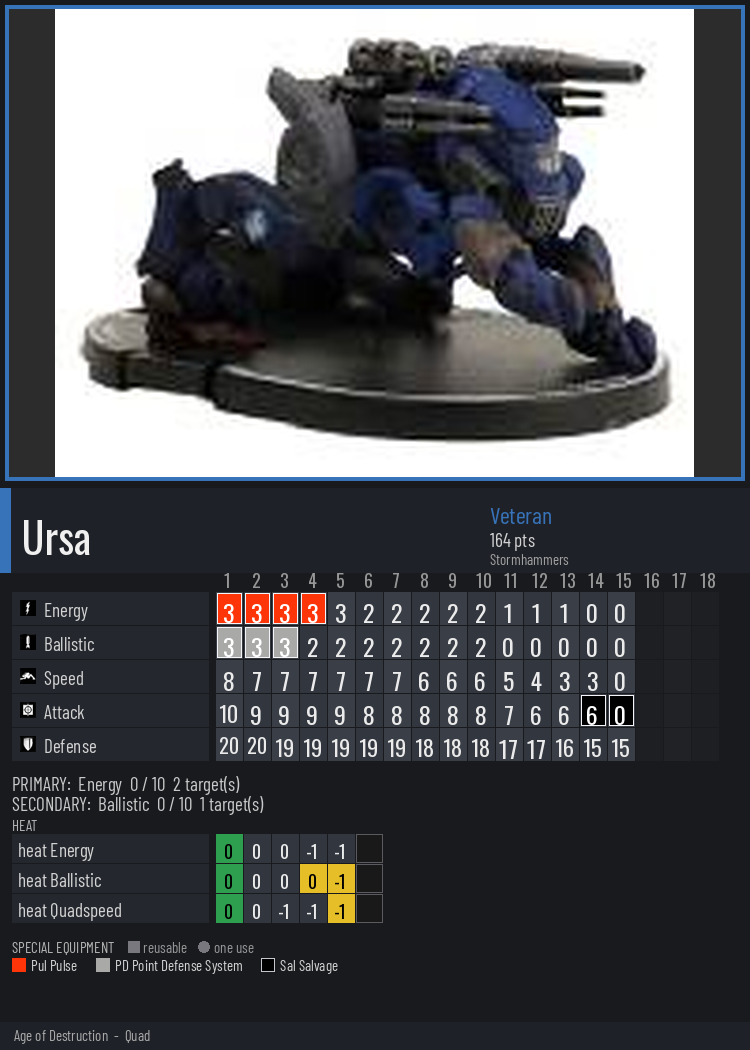 Ursa
Veteran
164 pts
Stormhammers
1 2 3 4 5 6 7 8 9 10 11 12 13 14 15 16 17 18
Energy 3 3 3 3 3 2 2 2 2 2 1 1 1 0 0
Ballistic 3 3 3 2 2 2 2 2 2 2 0 0 0 0 0
Speed 8 7 7 7 7 7 7 6 6 6 5 4 3 3 0
Attack 10 9 9 9 9 8 8 8 8 8 7 6 6 6 0
Defense 20 20 19 19 19 19 19 18 18 18 17 17 16 15 15
PRIMARY: Energy 0 / 10 2 target(s)
SECONDARY: Ballistic 0 / 10 1 target(s)
HEAT
heat Energy 0 0 0 -1 -1
heat Ballistic 0 0 0 0 -1
heat Quadspeed 0 0 -1 -1 -1
SPECIAL EQUIPMENT reusable one use
Pul Pulse PD Point Defense System Sal Salvage
Age of Destruction - Quad